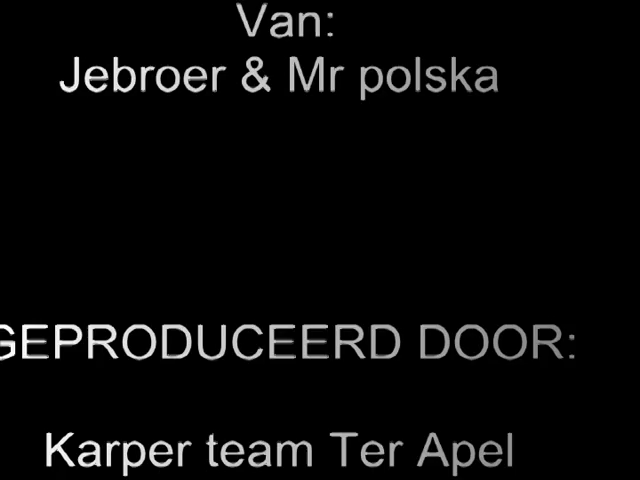 Van:
Jebroer & Mr polska
GEPRODUCEERD DOOR:
Karper team Ter Apel